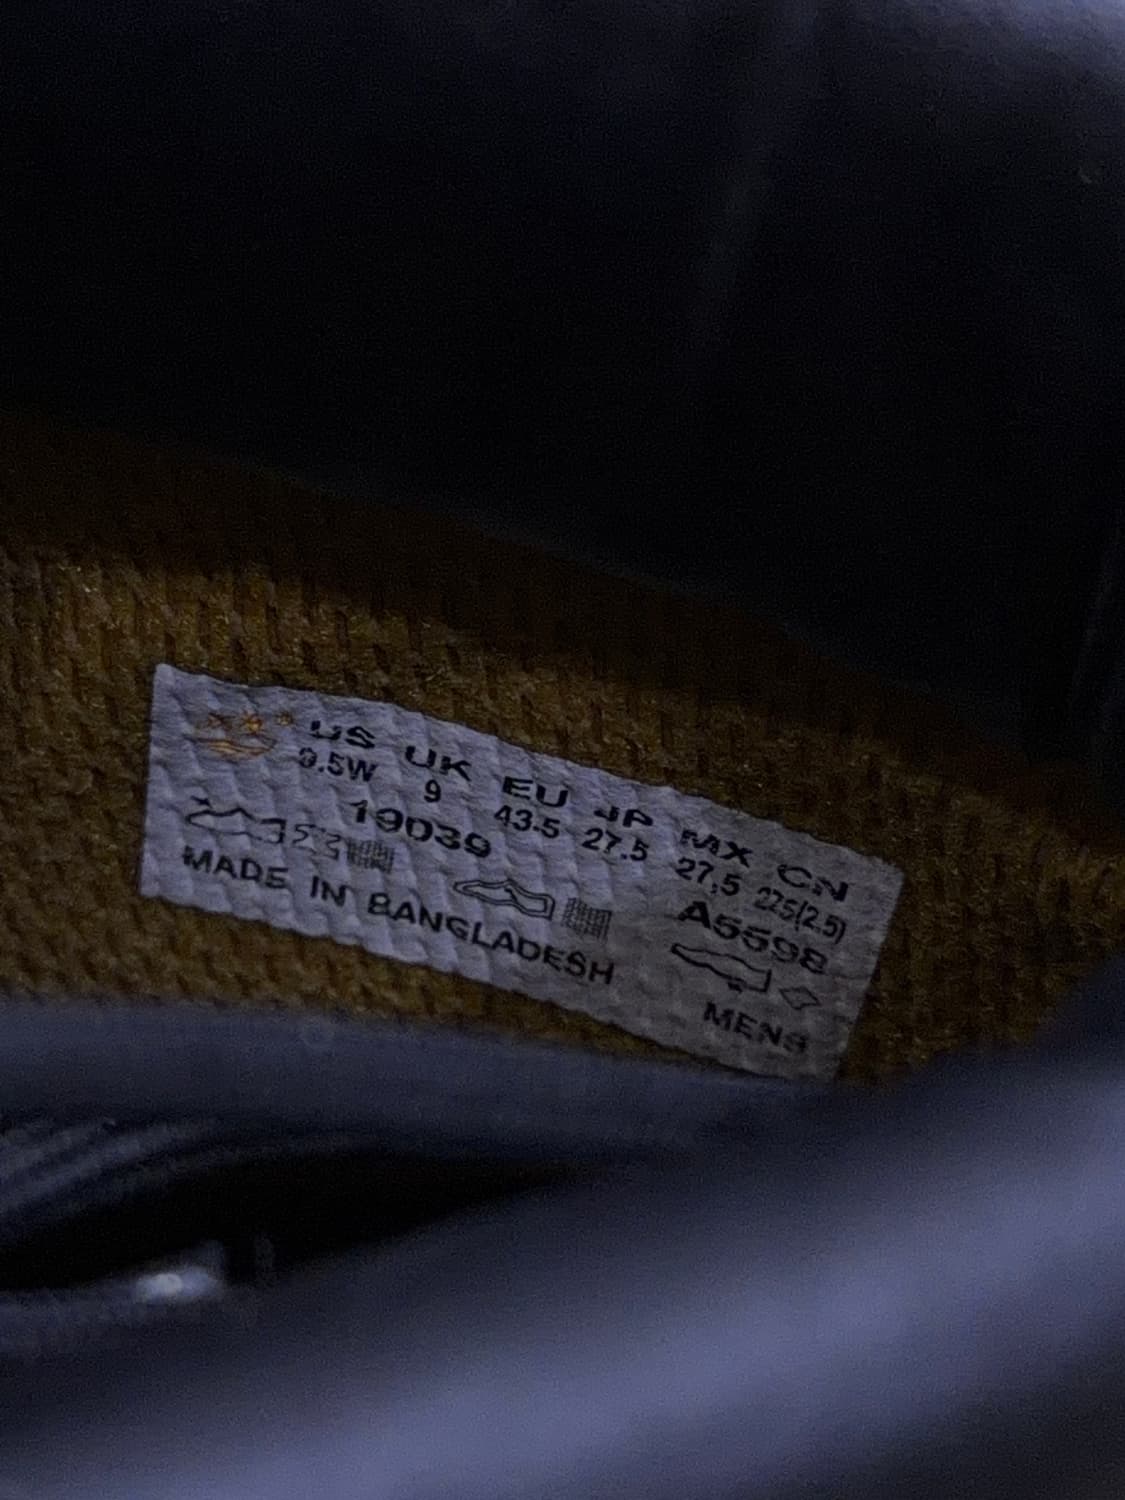 US UK EU JP MX CN
9.5W 9 43.5 27.5 27.5 225(2.5)
19039 A5598
MADE IN BANGLADESH MENS